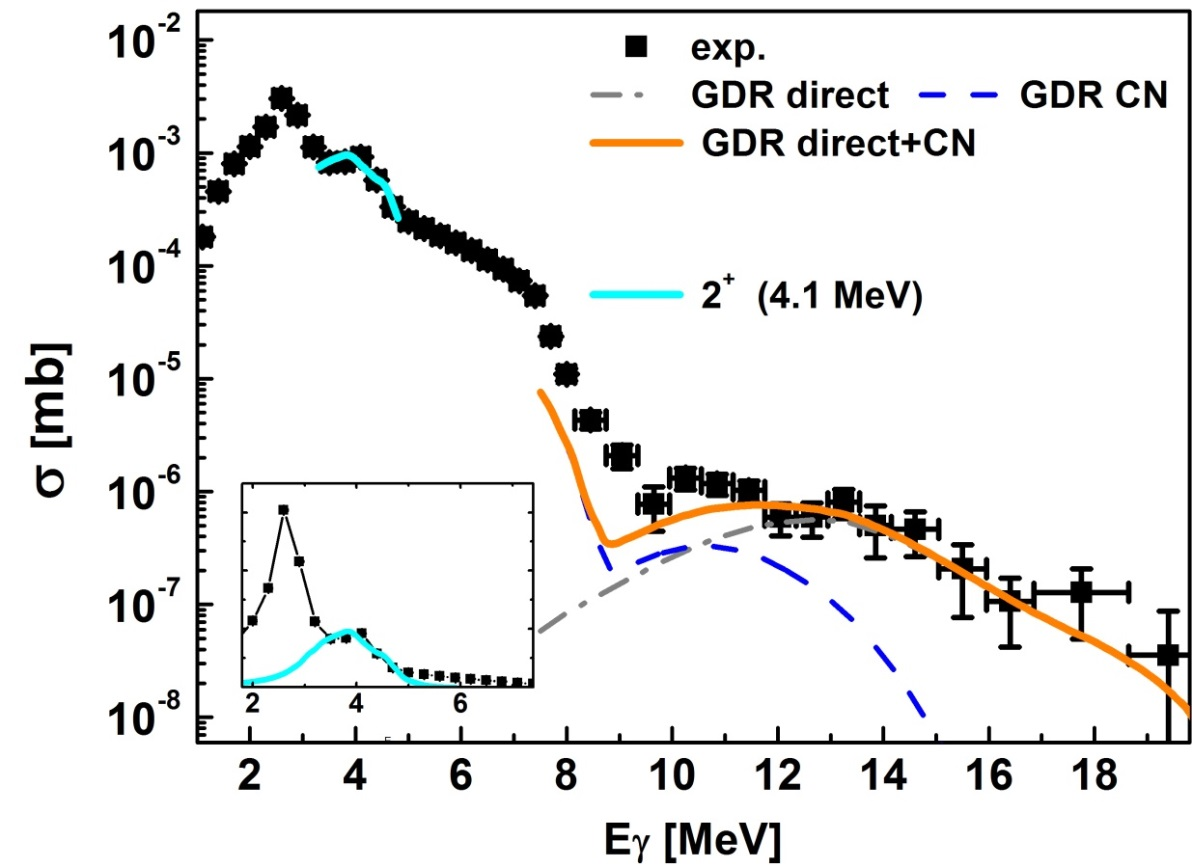 10-2
exp.
GDR direct GDR CN
GDR direct+CN
10-3
10-4
2+ (4.1 MeV)
10-5
σ [mb]
10-6
10-7
10-8
2 4 6
2 4 6 8 10 12 14 16 18
Eγ [MeV]